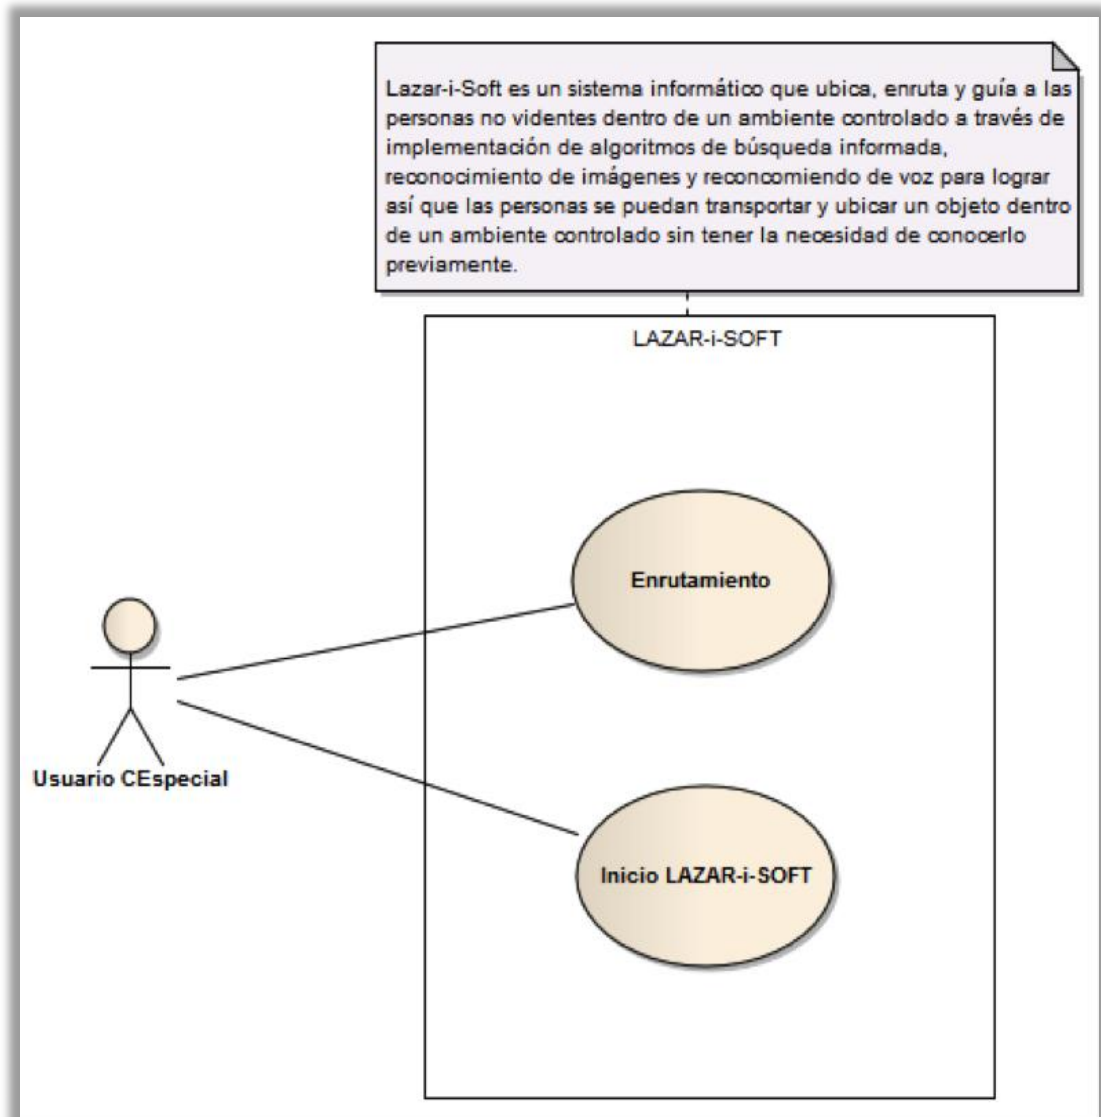 Lazar-i-Soft es un sistema informático que ubica, enruta y guía a las
personas no videntes dentro de un ambiente controlado a través de
implementación de algoritmos de búsqueda informada,
reconocimiento de imágenes y reconcomiendo de voz para lograr
así que las personas se puedan transportar y ubicar un objeto dentro
de un ambiente controlado sin tener la necesidad de conocerlo
previamente.
LAZAR-i-SOFT
Enrutamiento
Usuario CEspecial
Inicio LAZAR-i-SOFT